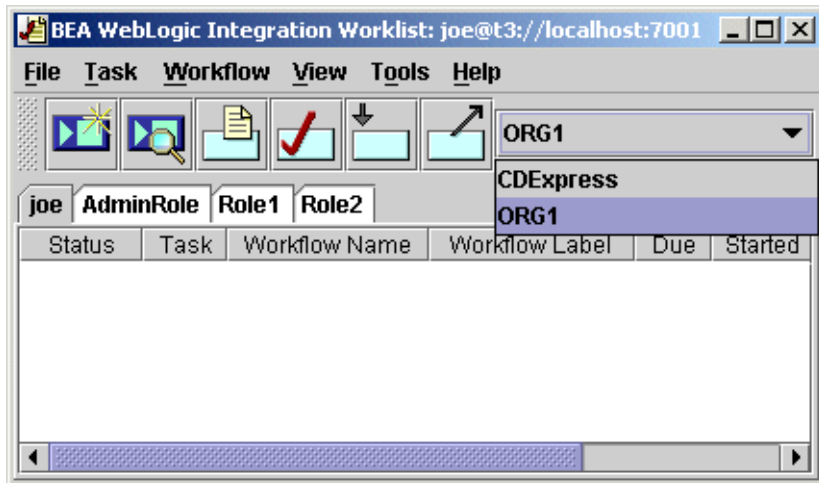 BEA WebLogic Integration Worklist: joe@t3://localhost:7001
File Task Workflow View Tools Help
ORG1
CDExpress
ORG1
joe AdminRole Role1 Role2
Status Task Workflow Name Workflow Label Due Started